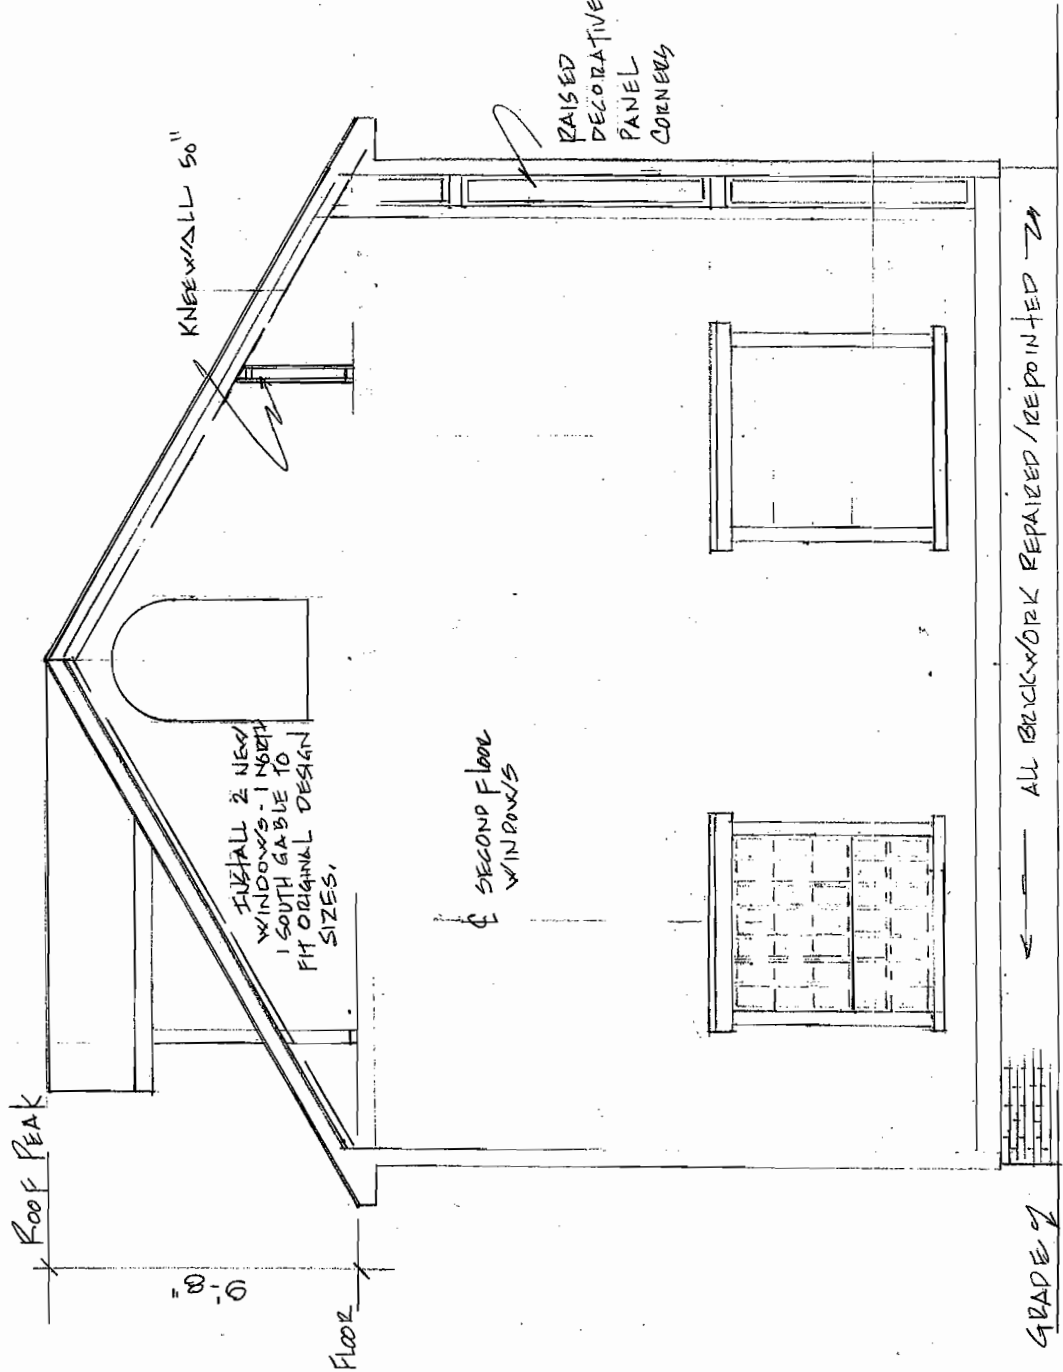 ROOF PEAK
9'-8"
FLOOR
GRADE
KNEEWALL 50"
INSTALL 2 NEW
WINDOWS - 1 NORTH
1 SOUTH GABLE TO
FIT ORIGINAL DESIGN
SIZES.
RAISED
DECORATIVE
PANEL
CORNERS
℄ SECOND FLOOR
WINDOWS
ALL BRICKWORK REPAIRED/REPOINTED